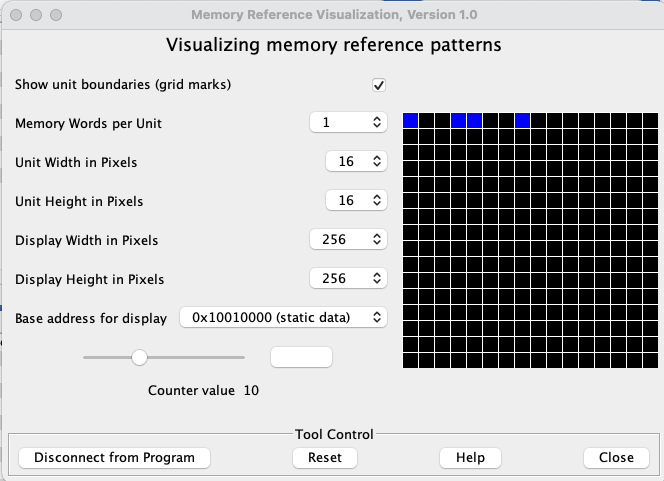 Memory Reference Visualization, Version 1.0
Visualizing memory reference patterns
Show unit boundaries (grid marks)
Memory Words per Unit 1
Unit Width in Pixels 16
Unit Height in Pixels 16
Display Width in Pixels 256
Display Height in Pixels 256
Base address for display 0x10010000 (static data)
Counter value 10
Tool Control
Disconnect from Program Reset Help Close